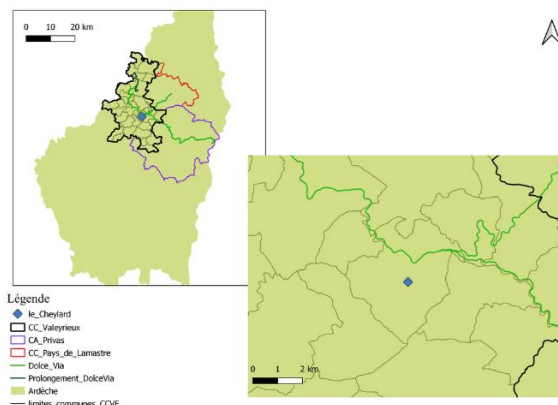 0 10 20 km
Légende
le_Cheylard
CC_Valeyrieux
CA_Privas
CC_Pays_de_Lamastre
Dolce_Via
Prolongement_DolceVia
Ardèche
limites_communes_CCVE
0 1 2 km